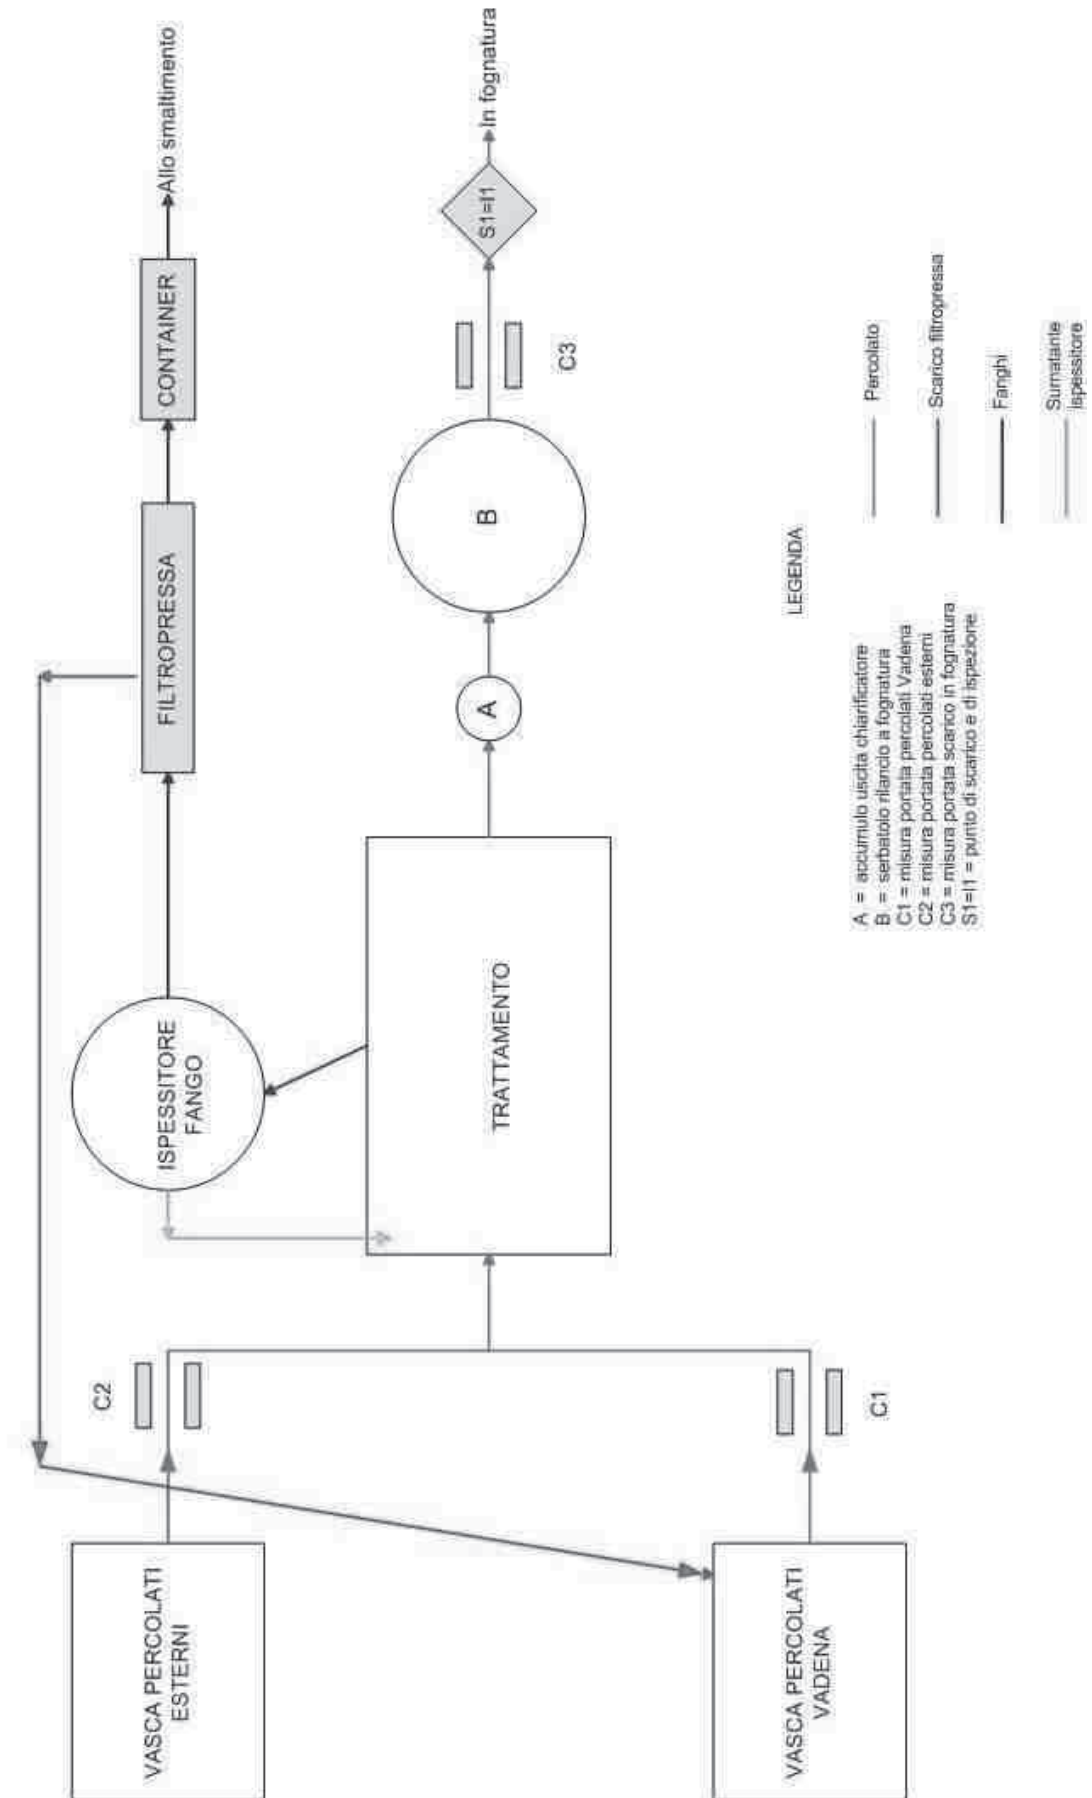 VASCA PERCOLATI
ESTERNI
C2
ISPESSITORE
FANGO
FILTROPRESSA
CONTAINER
Allo smaltimento
TRATTAMENTO
A
B
C3
S1=I1
In fognatura
VASCA PERCOLATI
VADENA
C1
LEGENDA
A = accumulo uscita chiarificatore
B = serbatoio rilancio a fognatura
C1 = misura portata percolati Vadena
C2 = misura portata percolati esterni
C3 = misura portata scarico in fognatura
S1=I1 = punto di scarico e di ispezione
Percolato
Scarico filtropressa
Fanghi
Surnatante
ispessitore